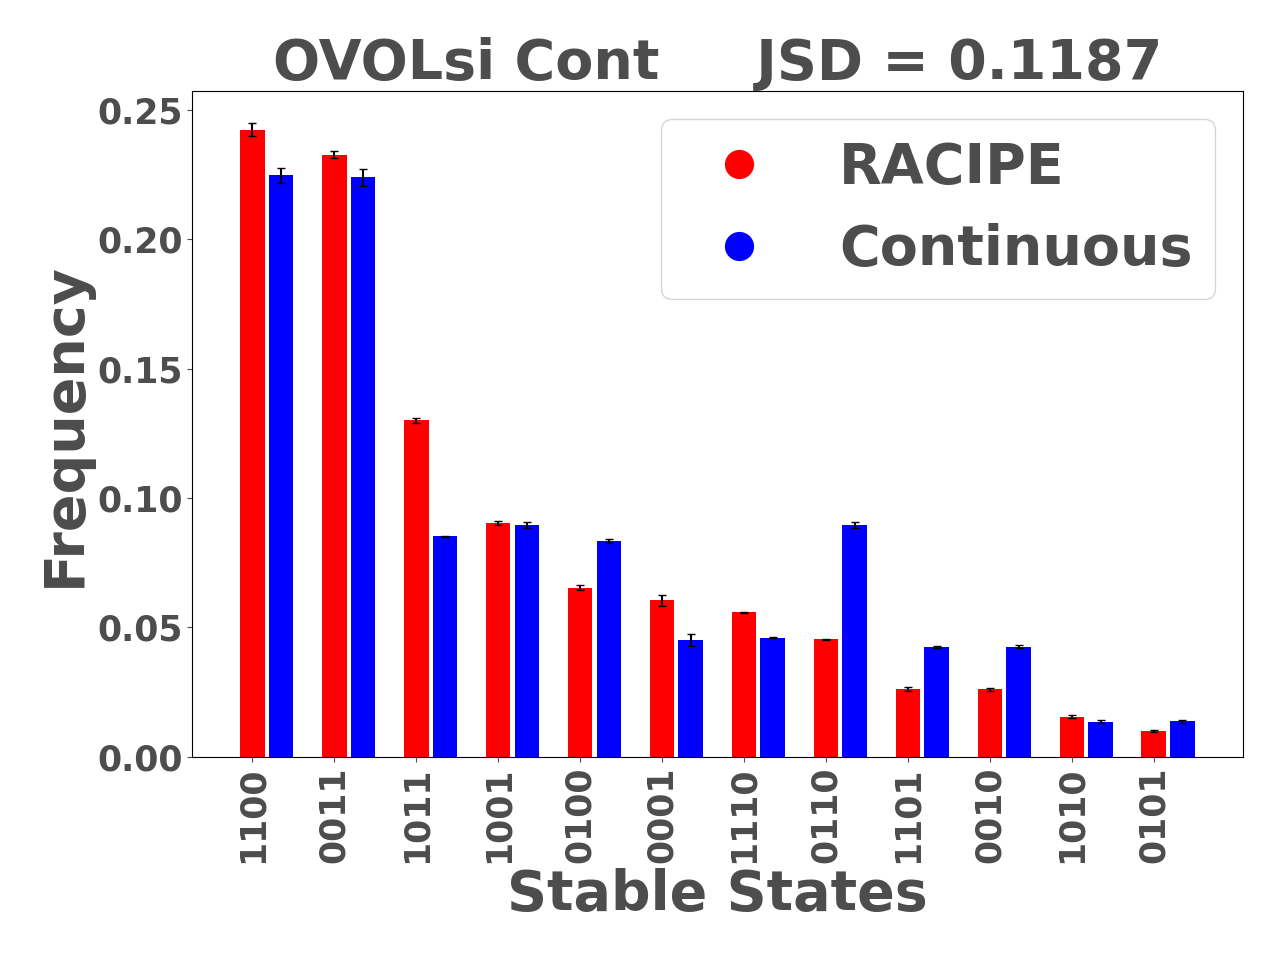 OVOLsi Cont JSD = 0.1187
RACIPE
Continuous
Frequency
0.25
0.20
0.15
0.10
0.05
0.00
1100 0011 1011 1001 0100 0001 1110 0110 1101 0010 1010 0101
Stable States